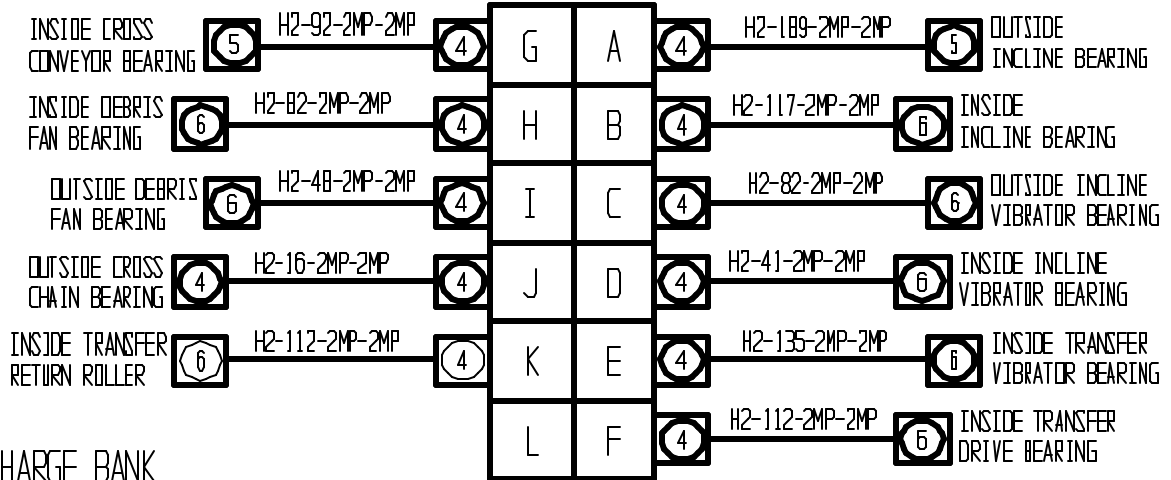 INSIDE CROSS
CONVEYOR BEARING
5
H2-92-2MP-2MP
4
G
A
4
H2-189-2MP-2MP
5
OUTSIDE
INCLINE BEARING
INSIDE DEBRIS
FAN BEARING
6
H2-82-2MP-2MP
4
H
B
4
H2-117-2MP-2MP
6
INSIDE
INCLINE BEARING
OUTSIDE DEBRIS
FAN BEARING
6
H2-48-2MP-2MP
4
I
C
4
H2-82-2MP-2MP
6
OUTSIDE INCLINE
VIBRATOR BEARING
OUTSIDE CROSS
CHAIN BEARING
4
H2-16-2MP-2MP
4
J
D
4
H2-41-2MP-2MP
6
INSIDE INCLINE
VIBRATOR BEARING
INSIDE TRANSFER
RETURN ROLLER
6
H2-112-2MP-2MP
4
K
E
4
H2-135-2MP-2MP
6
INSIDE TRANSFER
VIBRATOR BEARING
L
F
4
H2-112-2MP-2MP
6
INSIDE TRANSFER
DRIVE BEARING
HARGE BANK